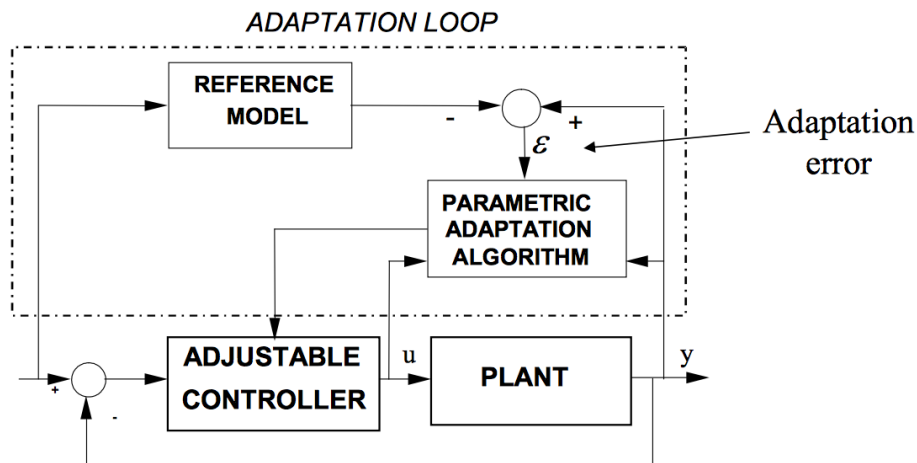 ADAPTATION LOOP
REFERENCE
MODEL
-
+
ε
Adaptation
error
PARAMETRIC
ADAPTATION
ALGORITHM
ADJUSTABLE
CONTROLLER
u
PLANT
y
+
-